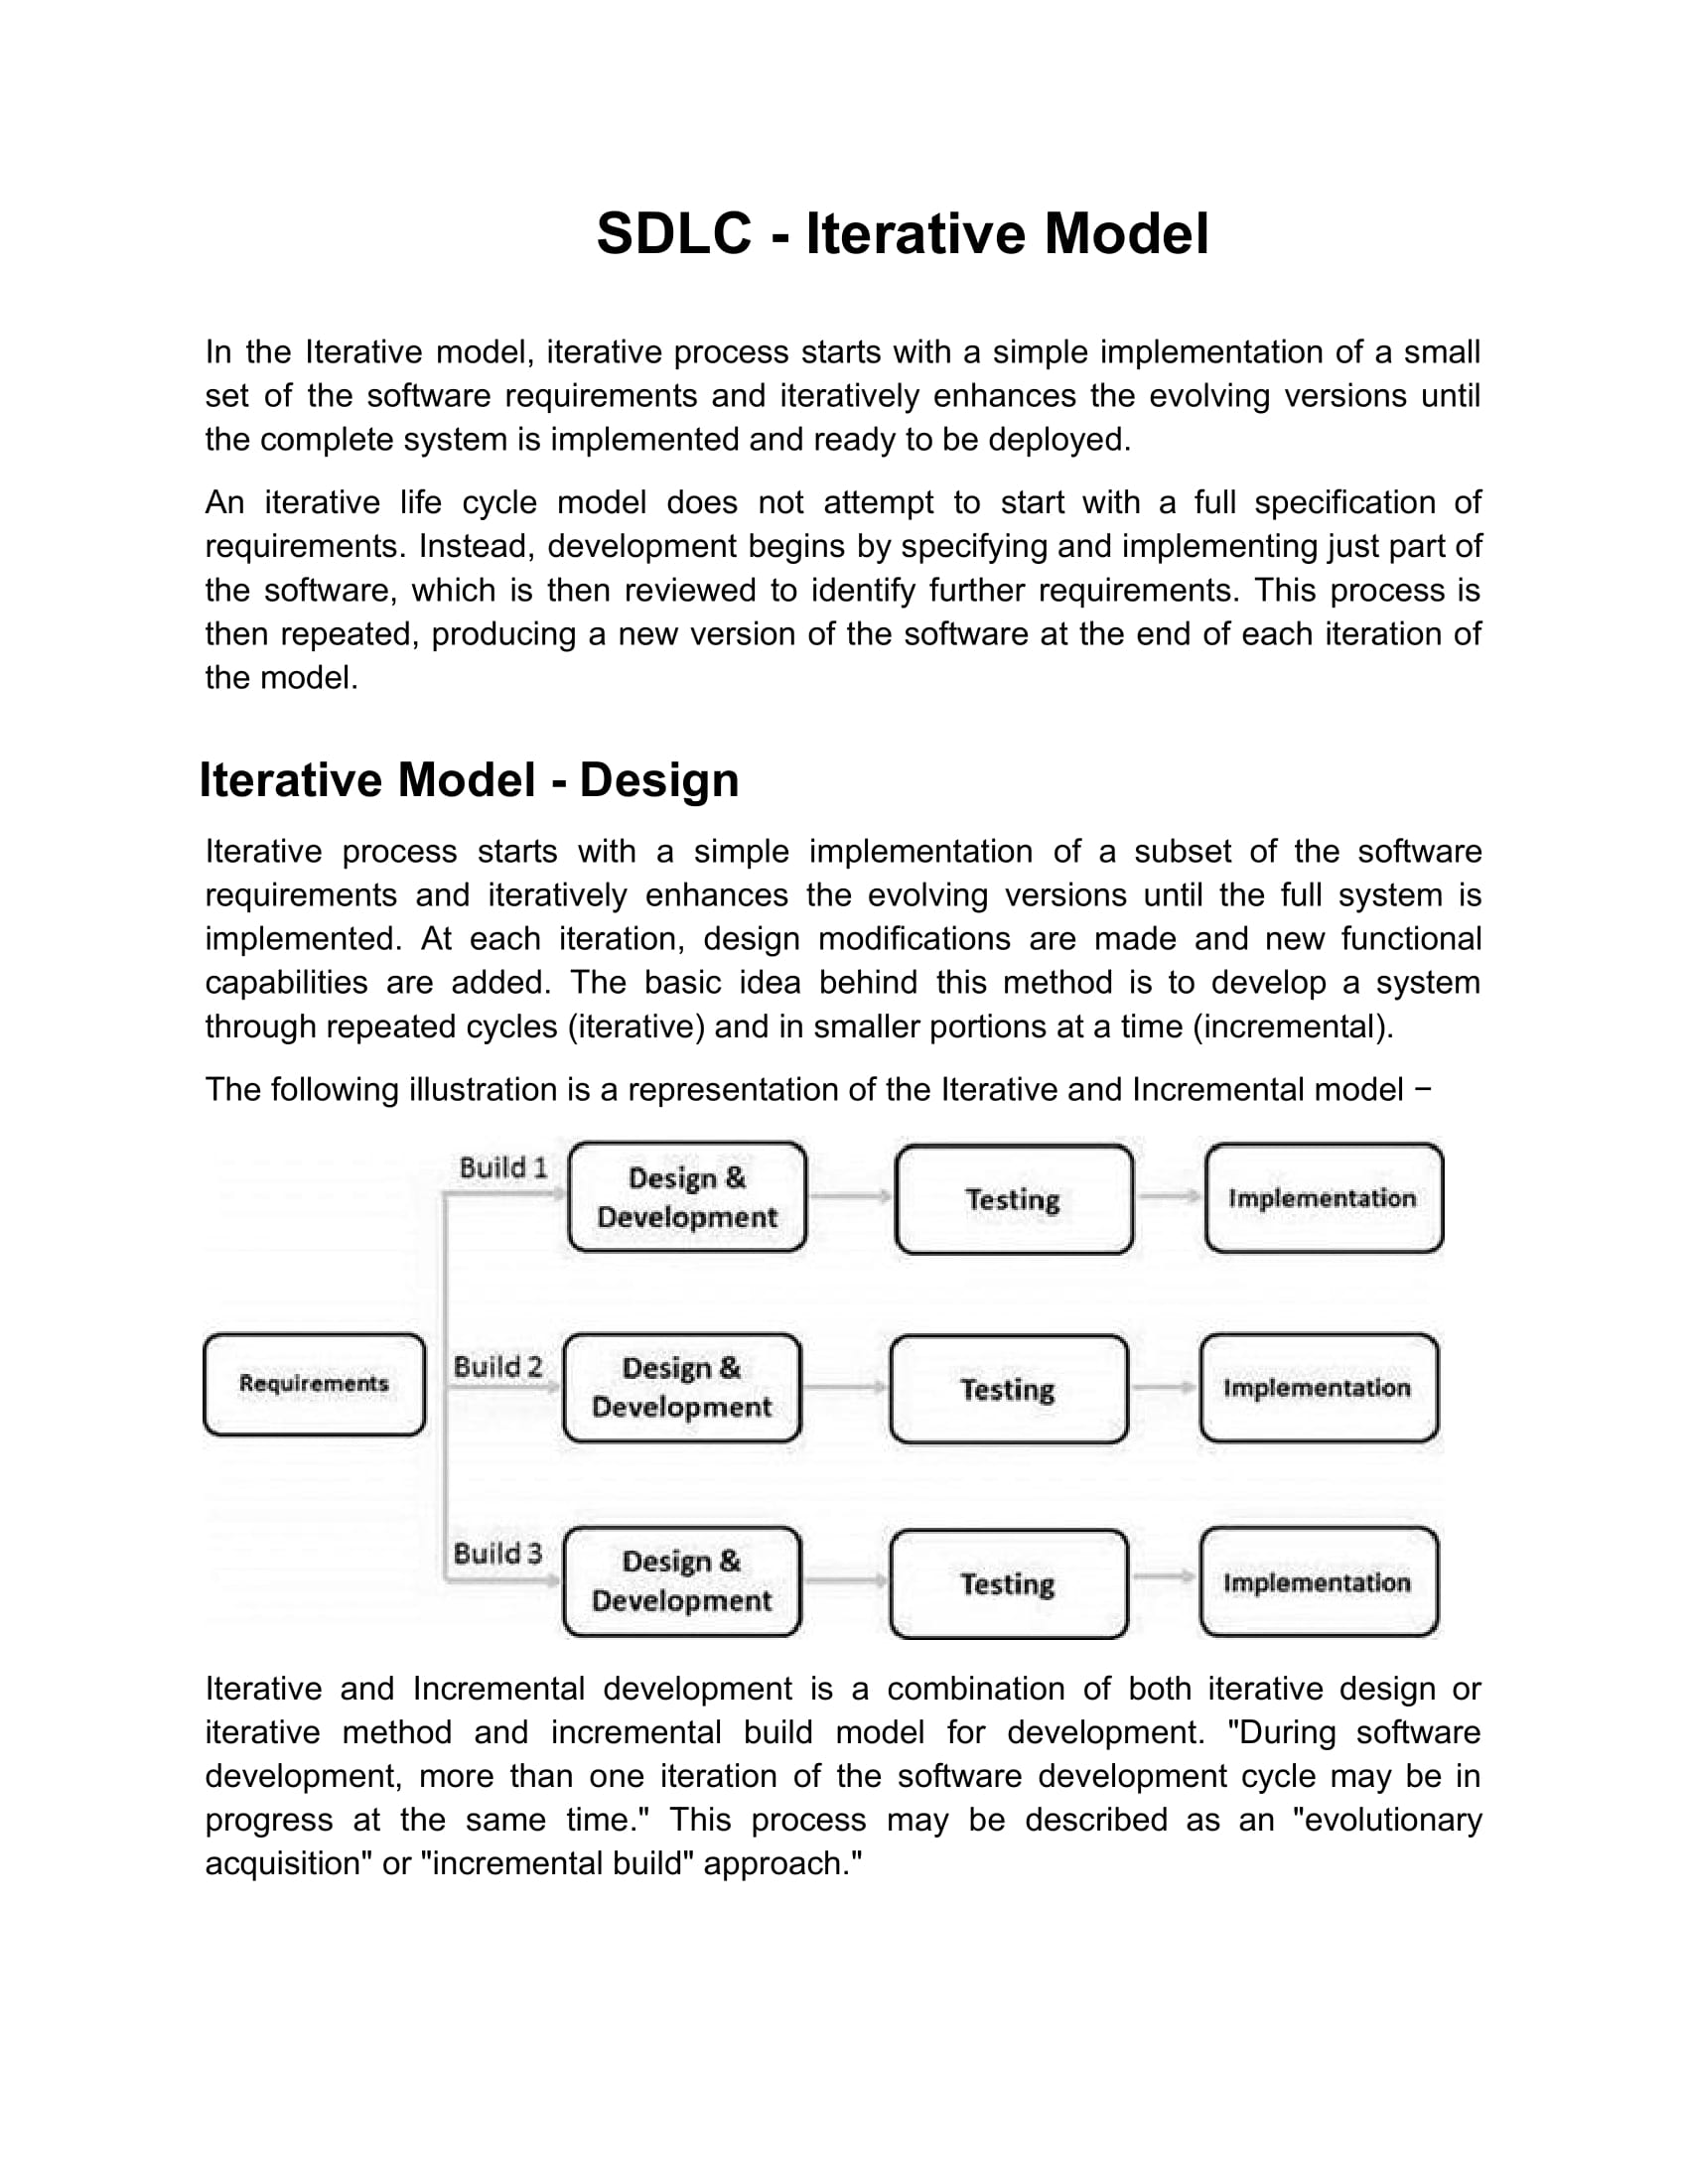 SDLC - Iterative Model
In the Iterative model, iterative process starts with a simple implementation of a small
set of the software requirements and iteratively enhances the evolving versions until
the complete system is implemented and ready to be deployed.
An iterative life cycle model does not attempt to start with a full specification of
requirements. Instead, development begins by specifying and implementing just part of
the software, which is then reviewed to identify further requirements. This process is
then repeated, producing a new version of the software at the end of each iteration of
the model.
Iterative Model - Design
Iterative process starts with a simple implementation of a subset of the software
requirements and iteratively enhances the evolving versions until the full system is
implemented. At each iteration, design modifications are made and new functional
capabilities are added. The basic idea behind this method is to develop a system
through repeated cycles (iterative) and in smaller portions at a time (incremental).
The following illustration is a representation of the Iterative and Incremental model −
Build 1
Design &
Development
Testing
Implementation
Requirements
Build 2
Design &
Development
Testing
Implementation
Build 3
Design &
Development
Testing
Implementation
Iterative and Incremental development is a combination of both iterative design or
iterative method and incremental build model for development. "During software
development, more than one iteration of the software development cycle may be in
progress at the same time." This process may be described as an "evolutionary
acquisition" or "incremental build" approach."